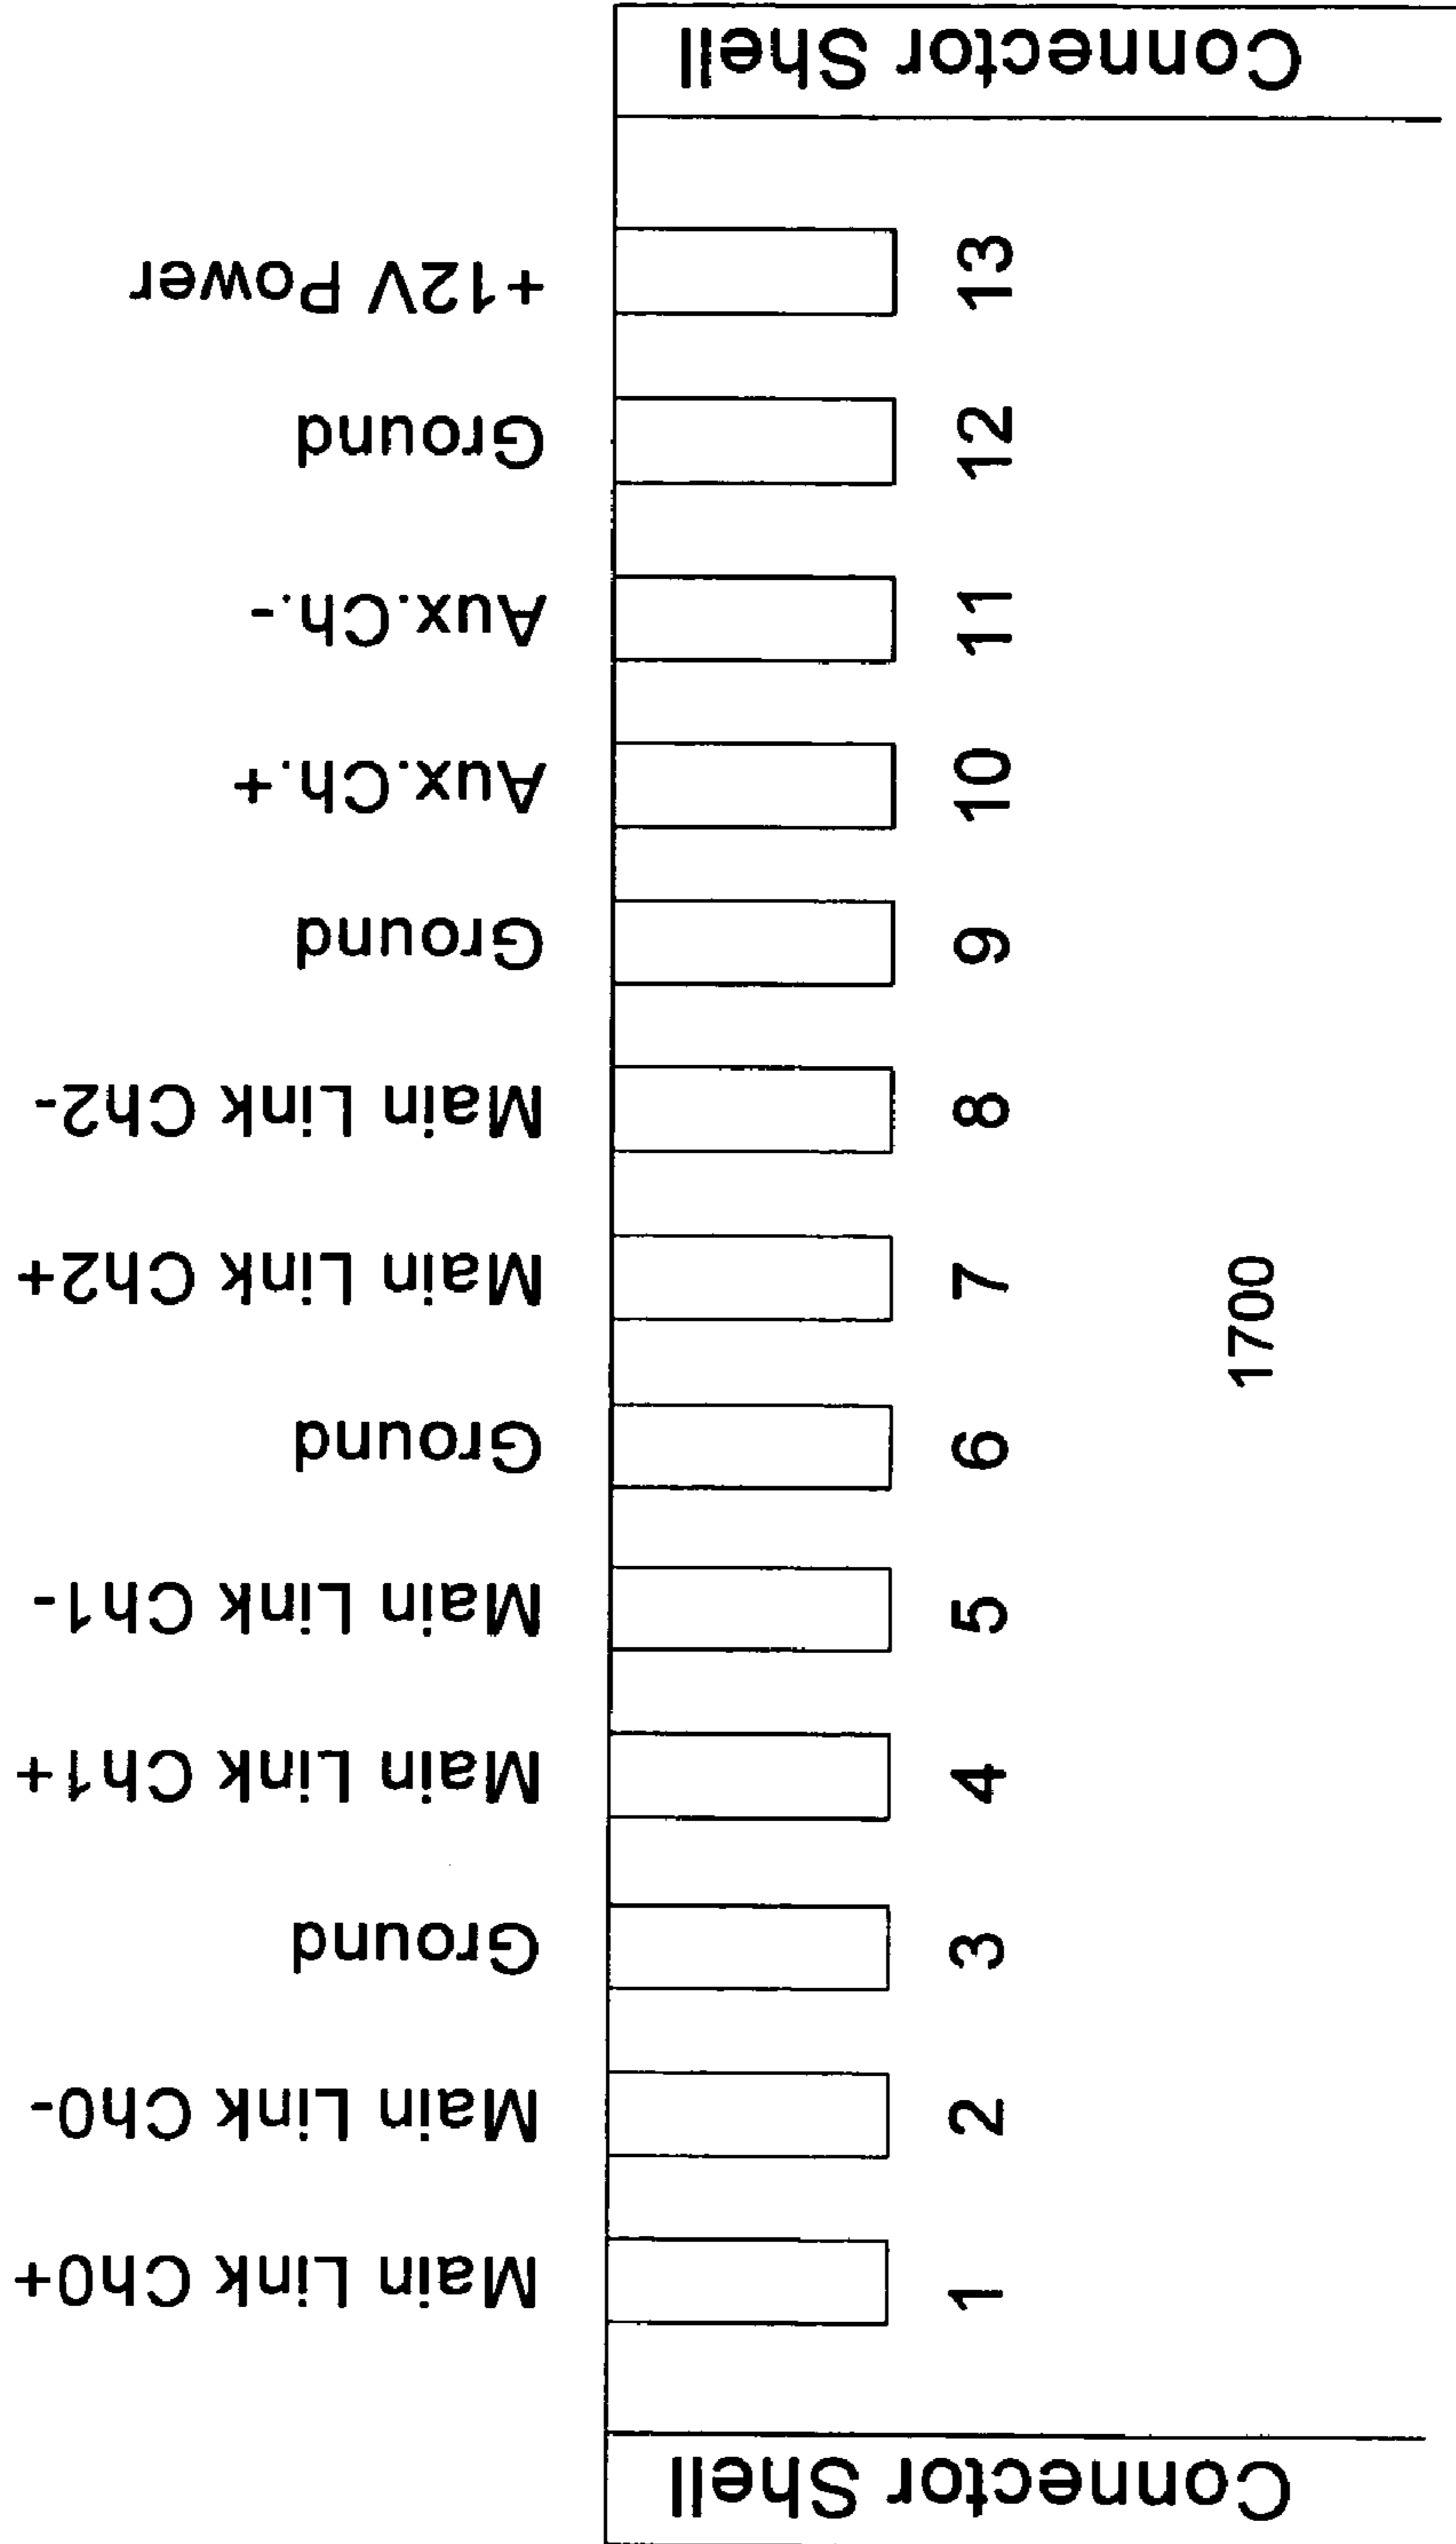 Connector Shell
Main Link Ch0+
1
Main Link Ch0-
2
Ground
3
Main Link Ch1+
4
Main Link Ch1-
5
Ground
6
Main Link Ch2+
7
Main Link Ch2-
8
Ground
9
Aux.Ch.+
10
Aux.Ch.-
11
Ground
12
+12V Power
13
Connector Shell
1700